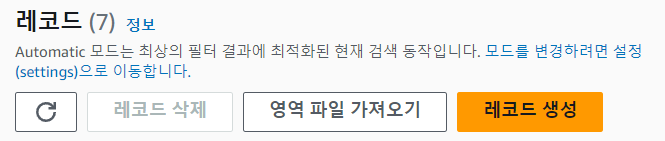 레코드 (7) 정보
Automatic 모드는 최상의 필터 결과에 최적화된 현재 검색 동작입니다. 모드를 변경하려면 설정
(settings)으로 이동합니다.
레코드 삭제 영역 파일 가져오기 레코드 생성